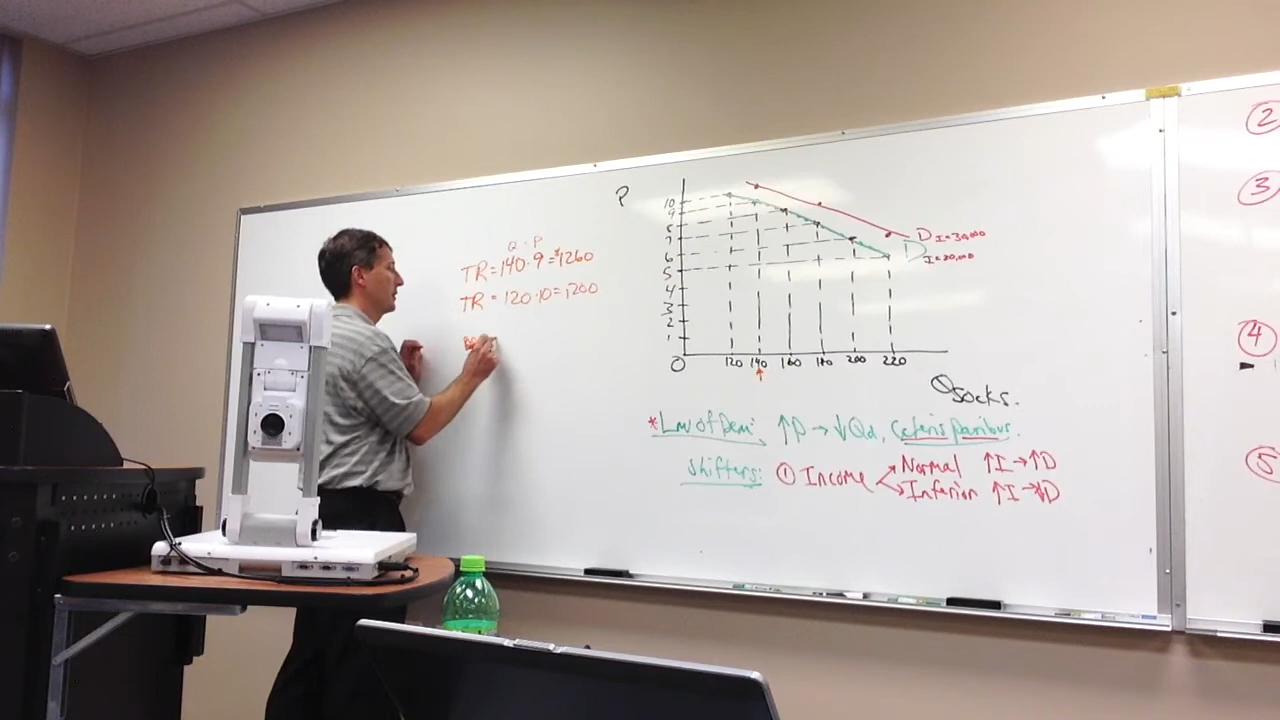 Q · P
TR = 140 · 9 = $1260
TR = 120 · 10 = 1200
P
10
9
8
7
6
5
4
3
2
1
0
120 140 160 180 200 220
Q socks.
D I = 30,000
D I = 20,000
* Law of Dem: ↑P → ↓Qd, Ceteris paribus.
Shifters: ① Income
Normal ↑I → ↑D
Inferior ↑I → ↓D
②
③
④
⑤